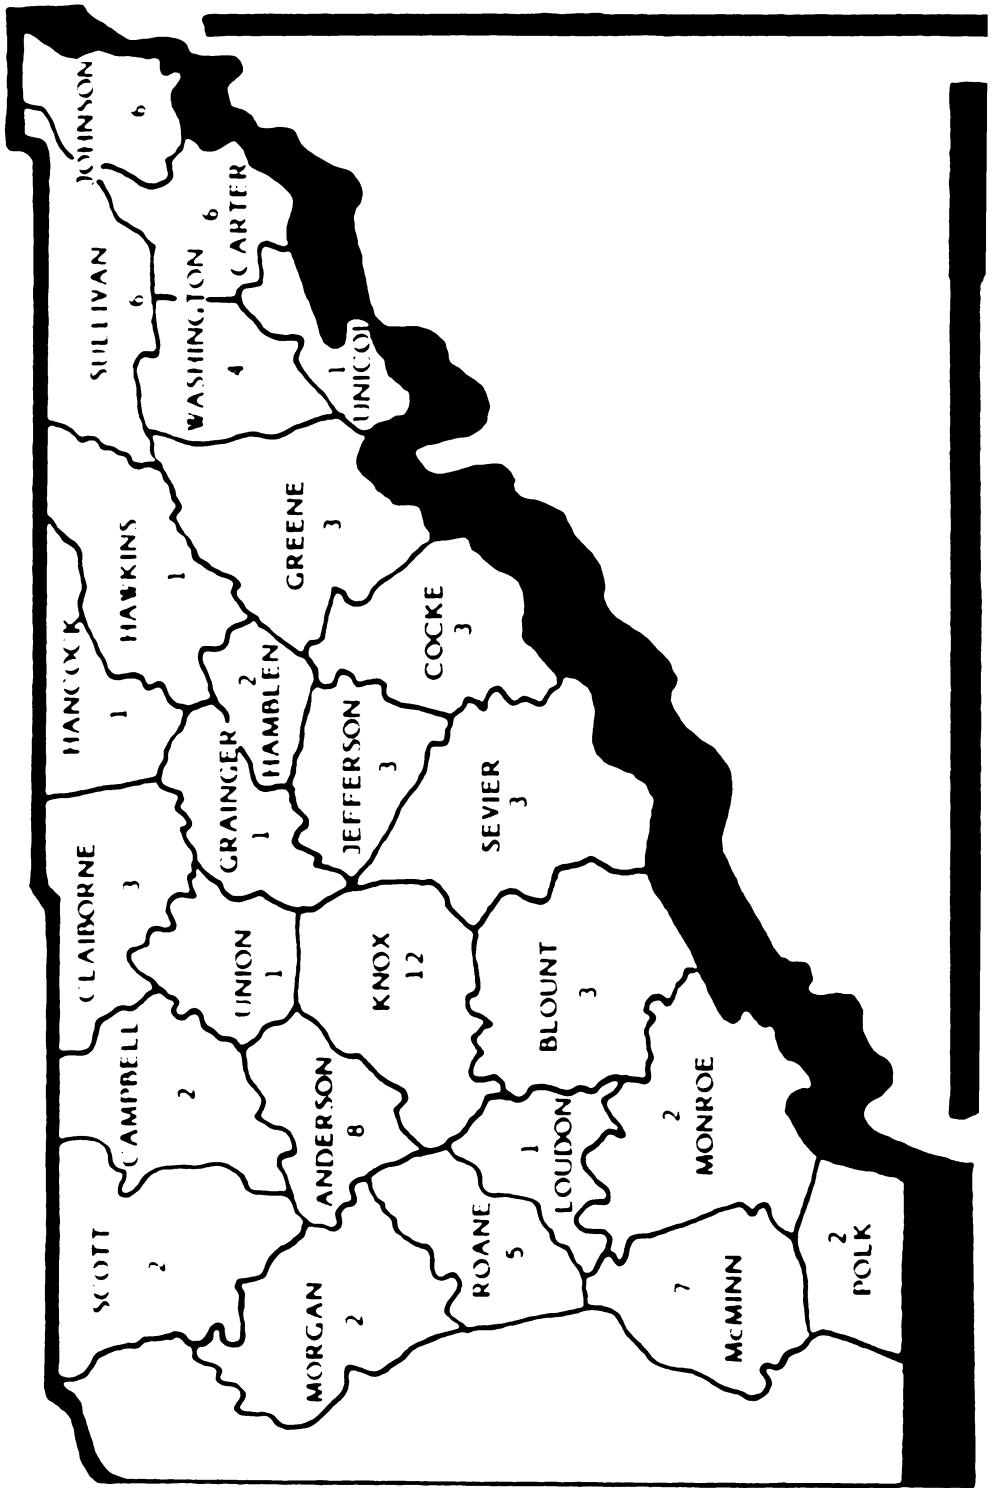 JOHNSON
6
SULLIVAN
6
CARTER
6
WASHINGTON
4
UNICOI
1
GREENE
3
HAWKINS
1
HANCOCK
1
HAMBLEN
2
COCKE
3
JEFFERSON
3
GRAINGER
1
SEVIER
3
CLAIBORNE
3
UNION
1
KNOX
12
BLOUNT
3
CAMPBELL
2
ANDERSON
8
LOUDON
1
MONROE
2
SCOTT
2
MORGAN
2
ROANE
5
McMINN
7
POLK
2